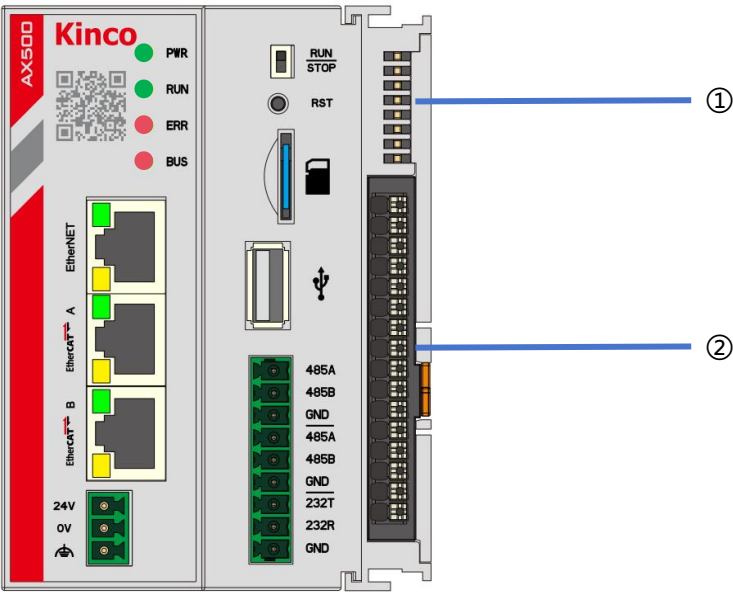 AX500
Kinco
PWR
RUN
ERR
BUS
RUN
STOP
RST
①
EtherNET
EtherCAT A
EtherCAT B
②
485A
485B
GND
485A
485B
GND
232T
232R
GND
24V
0V